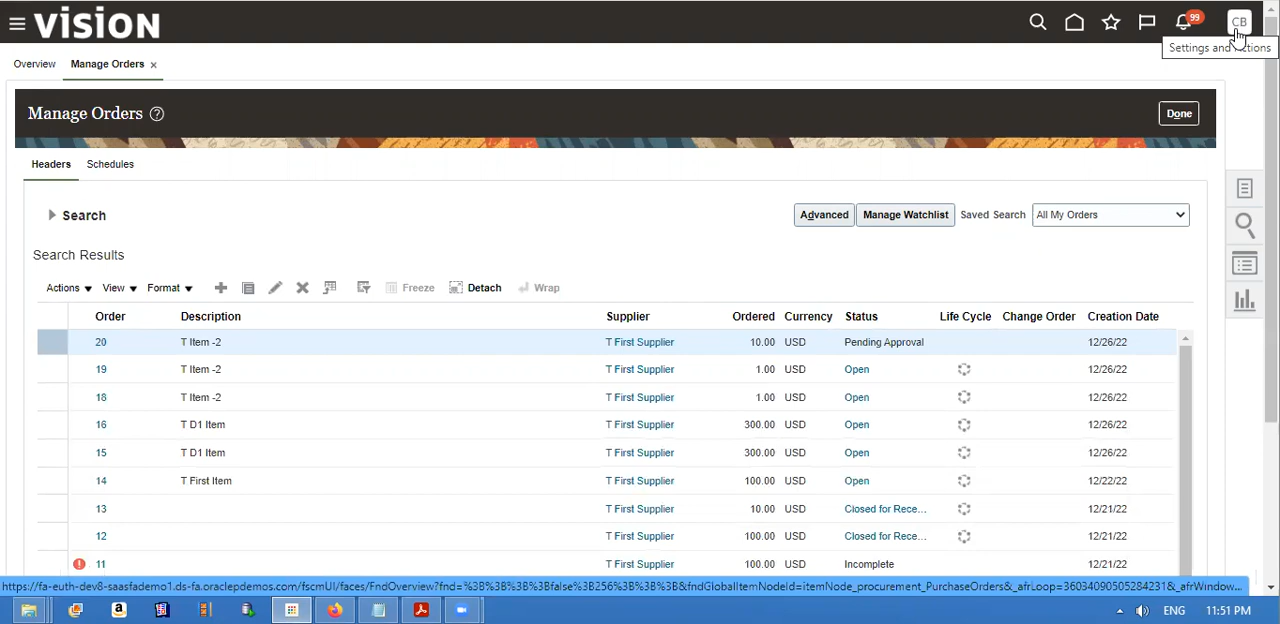 VISION 99 CB
Settings and Actions
Overview Manage Orders ×
Manage Orders ? Done
Headers Schedules
Search Advanced Manage Watchlist Saved Search All My Orders
Search Results
Actions View Format Freeze Detach Wrap
Order Description Supplier Ordered Currency Status Life Cycle Change Order Creation Date
20 T Item -2 T First Supplier 10.00 USD Pending Approval 12/26/22
19 T Item -2 T First Supplier 1.00 USD Open 12/26/22
18 T Item -2 T First Supplier 1.00 USD Open 12/26/22
16 T D1 Item T First Supplier 300.00 USD Open 12/26/22
15 T D1 Item T First Supplier 300.00 USD Open 12/26/22
14 T First Item T First Supplier 100.00 USD Open 12/22/22
13 T First Supplier 10.00 USD Closed for Rece... 12/21/22
12 T First Supplier 100.00 USD Closed for Rece... 12/21/22
11 T First Supplier 100.00 USD Incomplete 12/21/22
https://fa-euth-dev8-saasfademo1.ds-fa.oraclepdemos.com/fscmUI/faces/FndOverview?fnd=%3B%3B%3B%3Bfalse%3B256%3B%3B%3B&fndGlobalItemNodeId=itemNode_procurement_PurchaseOrders&_afrLoop=36034090505284231&_afrWindow...
ENG 11:51 PM